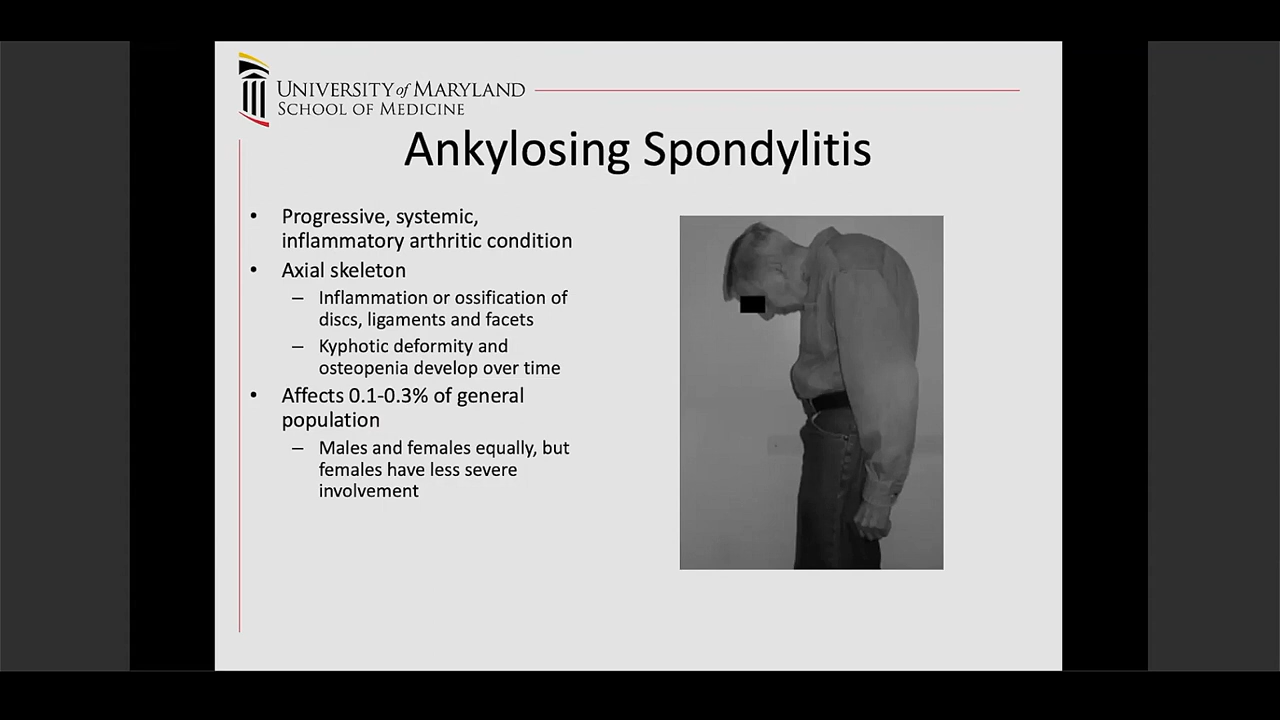 UNIVERSITY of MARYLAND
SCHOOL OF MEDICINE
Ankylosing Spondylitis
• Progressive, systemic,
inflammatory arthritic condition
• Axial skeleton
– Inflammation or ossification of
discs, ligaments and facets
– Kyphotic deformity and
osteopenia develop over time
• Affects 0.1-0.3% of general
population
– Males and females equally, but
females have less severe
involvement